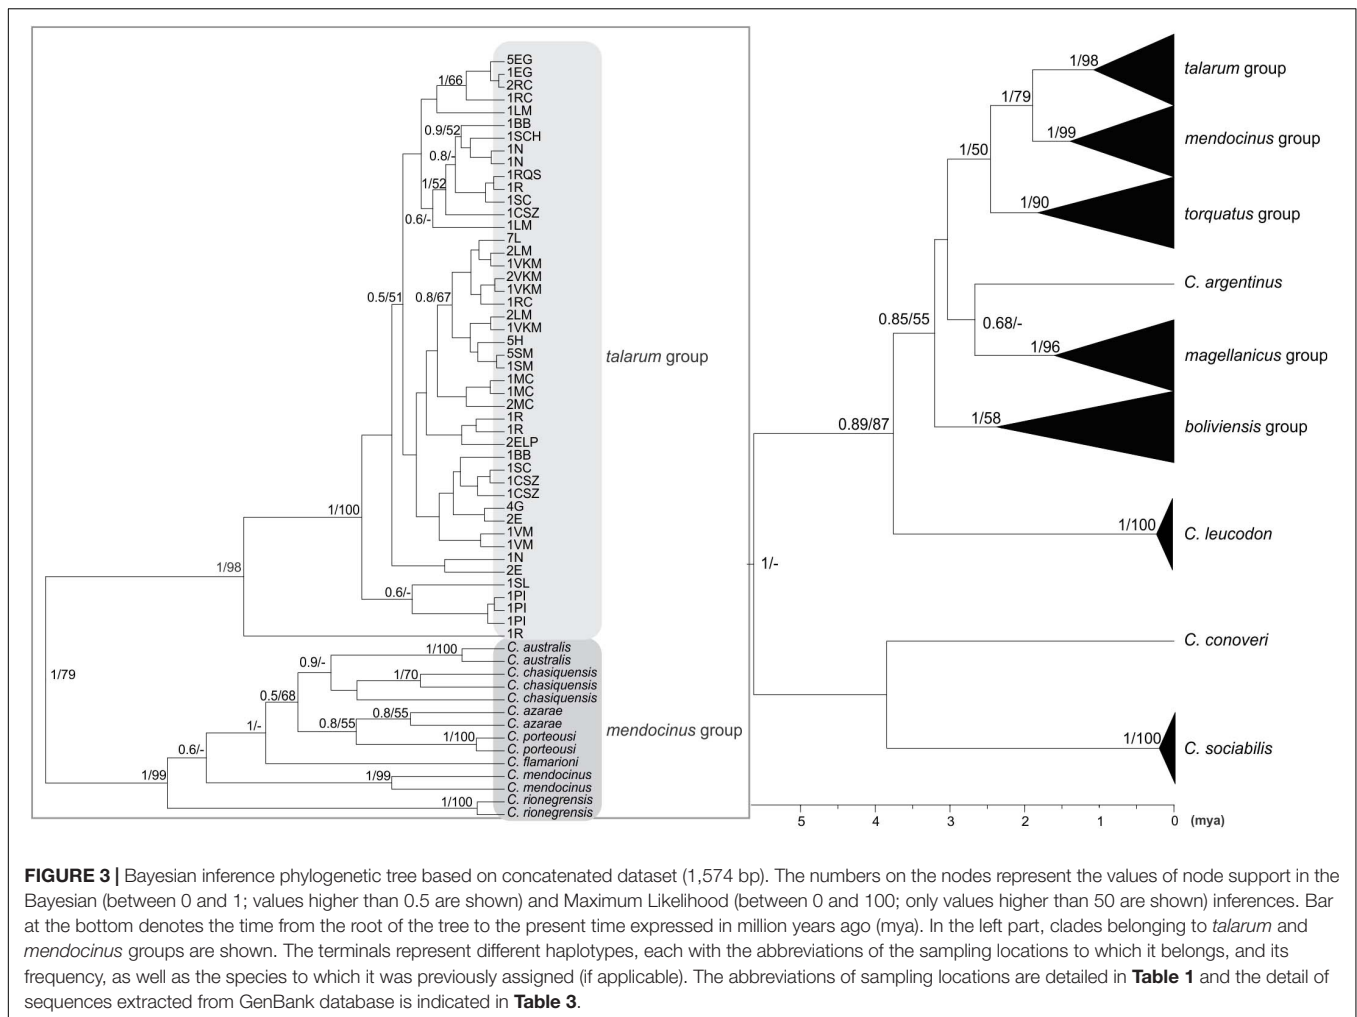 5EG
1EG
1/66
2RC
1RC
1LM
1BB
0.9/52
1SCH
1N
0.8/-
1N
1RQS
1/52
1R
1SC
1CSZ
0.6/-
1LM
7L
2LM
1VKM
2VKM
1VKM
0.5/51
0.8/67
1RC
2LM
1VKM
5H
5SM
talarum group
1SM
1MC
1MC
2MC
1R
1R
2ELP
1BB
1SC
1CSZ
1CSZ
4G
1/100
2E
1VM
1VM
1N
1/98
2E
1SL
0.6/-
1PI
1PI
1PI
1R
C. australis
1/100
C. australis
0.9/-
C. chasiquensis
1/70
1/79
C. chasiquensis
0.5/68
C. chasiquensis
C. azarae
0.8/55
0.8/55
C. azarae
1/-
C. porteousi
1/100
mendocinus group
C. porteousi
0.6/-
C. flamarioni
1/99
1/99
C. mendocinus
C. mendocinus
C. rionegrensis
1/100
C. rionegrensis
1/98
talarum group
1/79
1/99
mendocinus group
1/50
1/90
torquatus group
C. argentinus
0.85/55
0.68/-
1/96
magellanicus group
0.89/87
1/58
boliviensis group
1/100
C. leucodon
1/-
C. conoveri
1/100
C. sociabilis
5 4 3 2 1 0 (mya)
FIGURE 3 | Bayesian inference phylogenetic tree based on concatenated dataset (1,574 bp). The numbers on the nodes represent the values of node support in the
Bayesian (between 0 and 1; values higher than 0.5 are shown) and Maximum Likelihood (between 0 and 100; only values higher than 50 are shown) inferences. Bar
at the bottom denotes the time from the root of the tree to the present time expressed in million years ago (mya). In the left part, clades belonging to talarum and
mendocinus groups are shown. The terminals represent different haplotypes, each with the abbreviations of the sampling locations to which it belongs, and its
frequency, as well as the species to which it was previously assigned (if applicable). The abbreviations of sampling locations are detailed in Table 1 and the detail of
sequences extracted from GenBank database is indicated in Table 3.